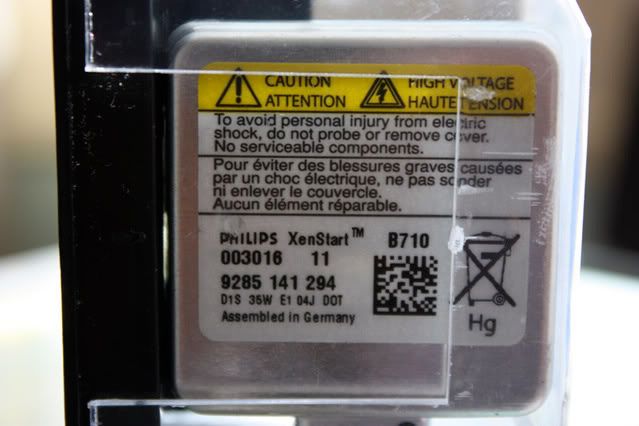 CAUTION
ATTENTION
HIGH VOLTAGE
HAUTE TENSION
To avoid personal injury from electric
shock, do not probe or remove cover.
No serviceable components.
Pour éviter des blessures graves causées
par un choc électrique, ne pas sonder
ni enlever le couvercle.
Aucun élément réparable.
PHILIPS XenStart™ B710
003016 11
9285 141 294
D1S 35W E1 04J DOT
Assembled in Germany
Hg